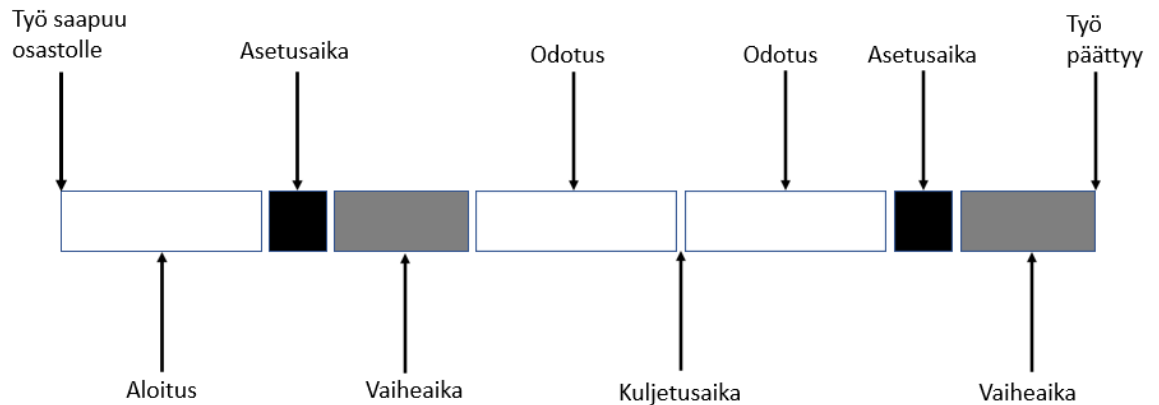 Työ saapuu
osastolle
Asetusaika
Odotus
Odotus
Asetusaika
Työ
päättyy
Aloitus
Vaiheaika
Kuljetusaika
Vaiheaika